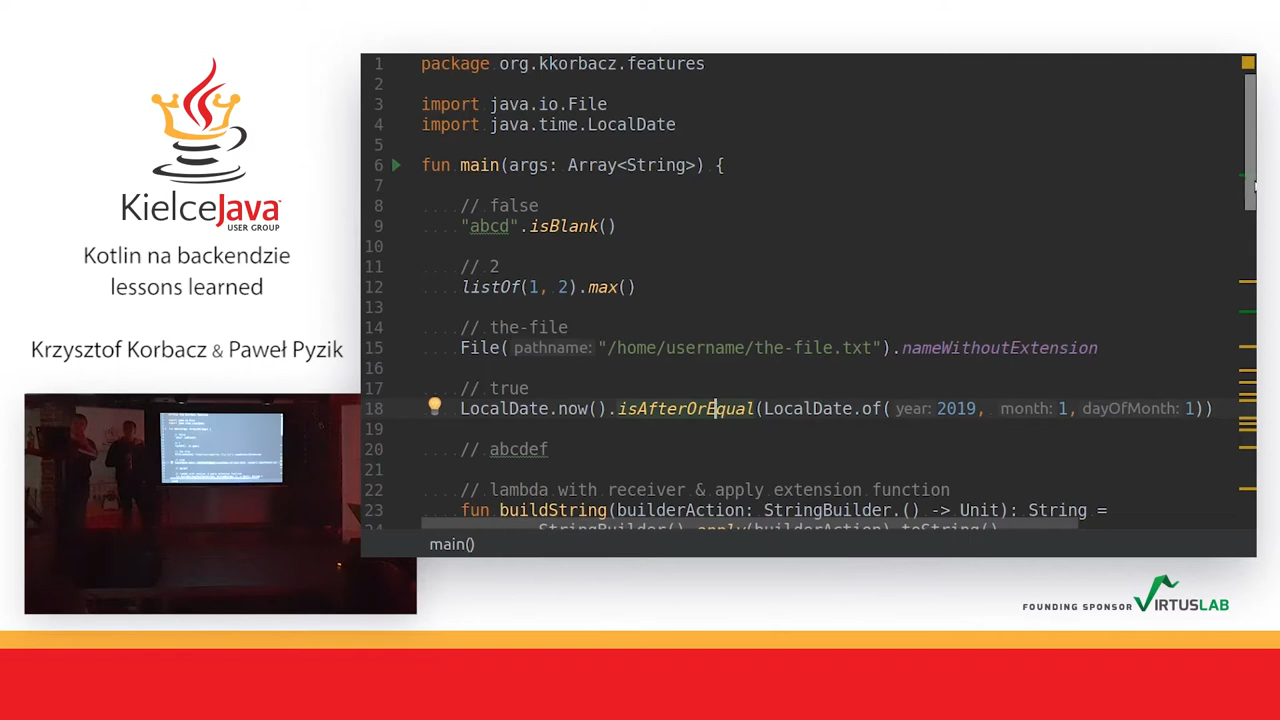 KielceJava
USER GROUP
Kotlin na backendzie
lessons learned
Krzysztof Korbacz & Paweł Pyzik
1 package org.kkorbacz.features
2
3 import java.io.File
4 import java.time.LocalDate
5
6 fun main(args: Array<String>) {
7
8 // false
9 "abcd".isBlank()
10
11 // 2
12 listOf(1, 2).max()
13
14 // the-file
15 File( pathname: "/home/username/the-file.txt").nameWithoutExtension
16
17 // true
18 LocalDate.now().isAfterOrEqual(LocalDate.of( year: 2019, month: 1, dayOfMonth: 1))
19
20 // abcdef
21
22 // lambda with receiver & apply extension function
23 fun buildString(builderAction: StringBuilder.() -> Unit): String =
24 StringBuilder().apply(builderAction).toString()
main()
FOUNDING SPONSOR VIRTUSLAB